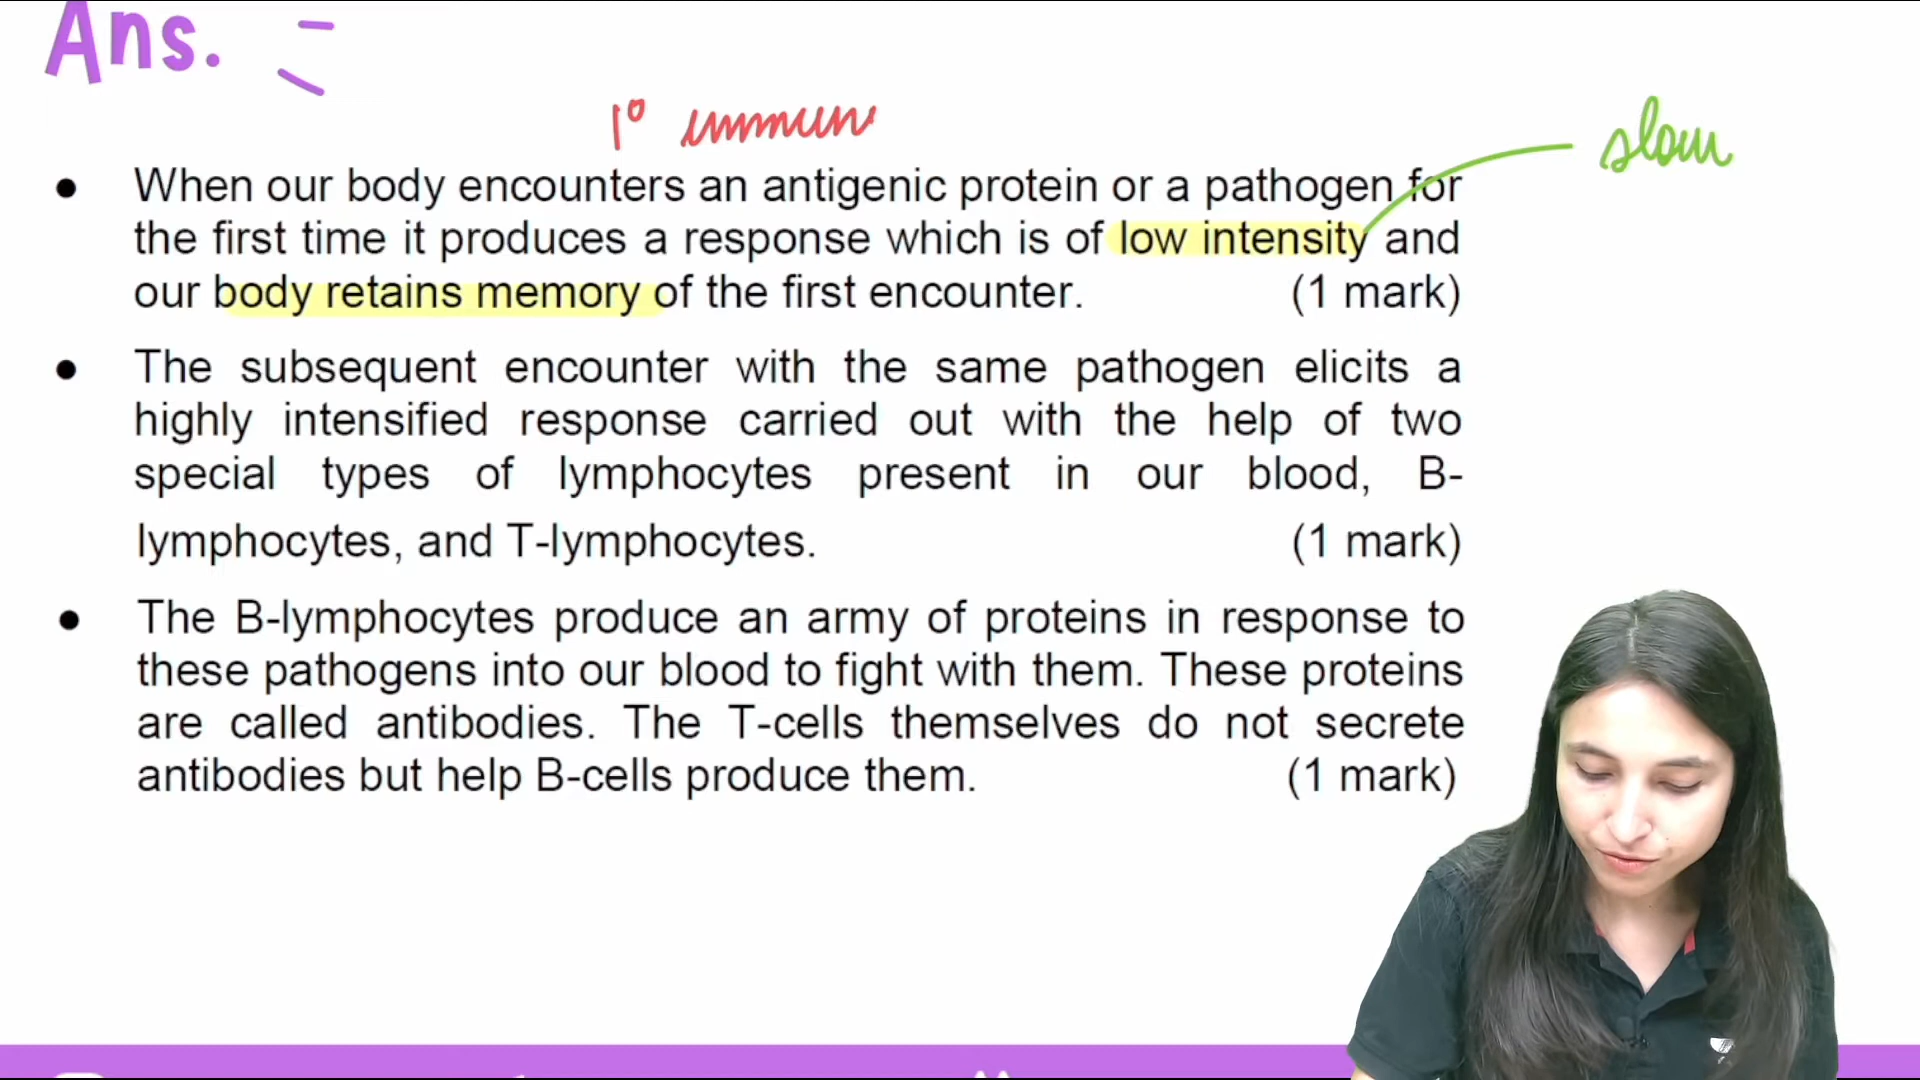 Ans.
1° immun
slow
● When our body encounters an antigenic protein or a pathogen for
the first time it produces a response which is of low intensity and
our body retains memory of the first encounter. (1 mark)
● The subsequent encounter with the same pathogen elicits a
highly intensified response carried out with the help of two
special types of lymphocytes present in our blood, B-
lymphocytes, and T-lymphocytes. (1 mark)
● The B-lymphocytes produce an army of proteins in response to
these pathogens into our blood to fight with them. These proteins
are called antibodies. The T-cells themselves do not secrete
antibodies but help B-cells produce them. (1 mark)